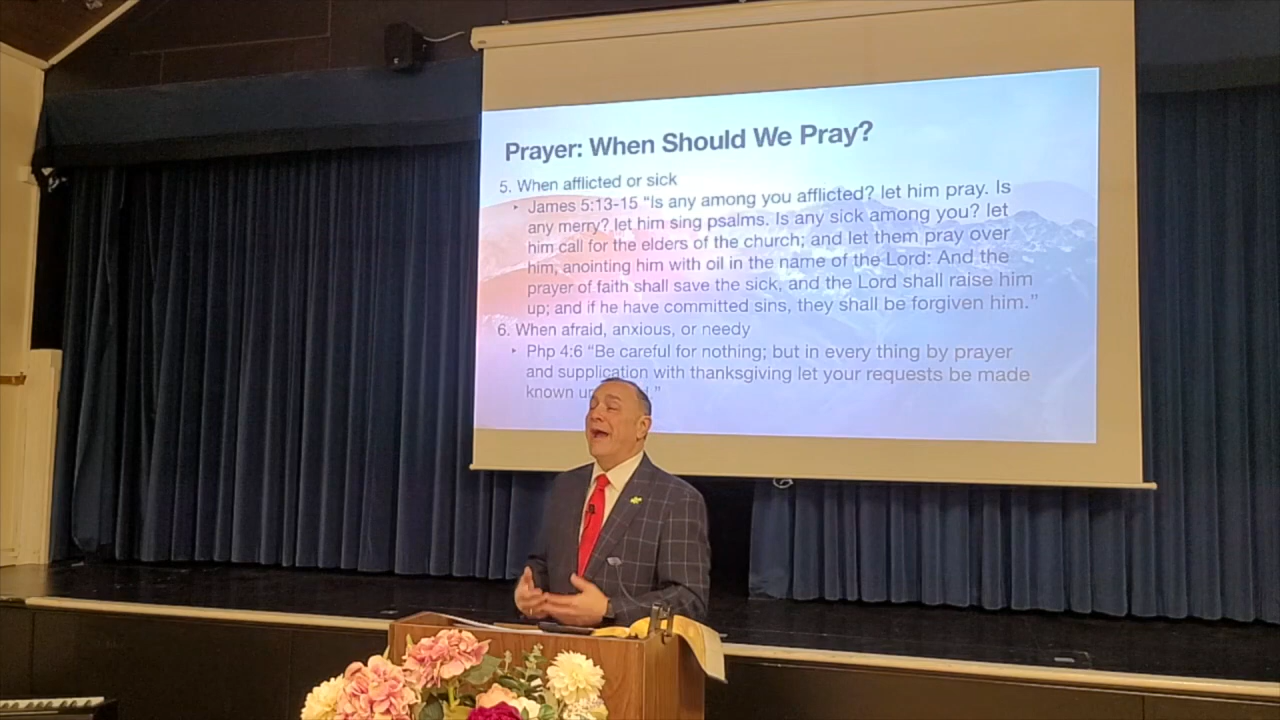 Prayer: When Should We Pray?
5. When afflicted or sick
‣ James 5:13-15 “Is any among you afflicted? let him pray. Is
any merry? let him sing psalms. Is any sick among you? let
him call for the elders of the church; and let them pray over
him, anointing him with oil in the name of the Lord: And the
prayer of faith shall save the sick, and the Lord shall raise him
up; and if he have committed sins, they shall be forgiven him.”
6. When afraid, anxious, or needy
‣ Php 4:6 “Be careful for nothing; but in every thing by prayer
and supplication with thanksgiving let your requests be made
known